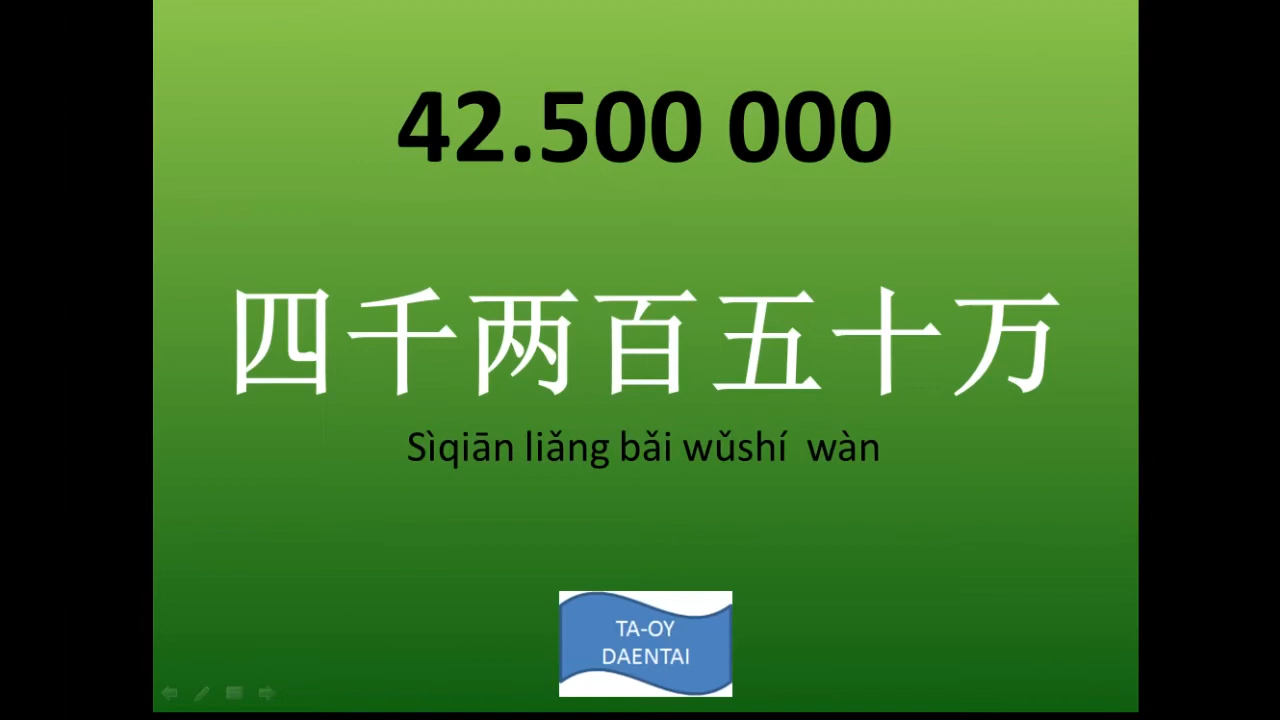 42.500 000
四千两百五十万
Sìqiān liǎng bǎi wǔshí  wàn
TA-OY
DAENTAI